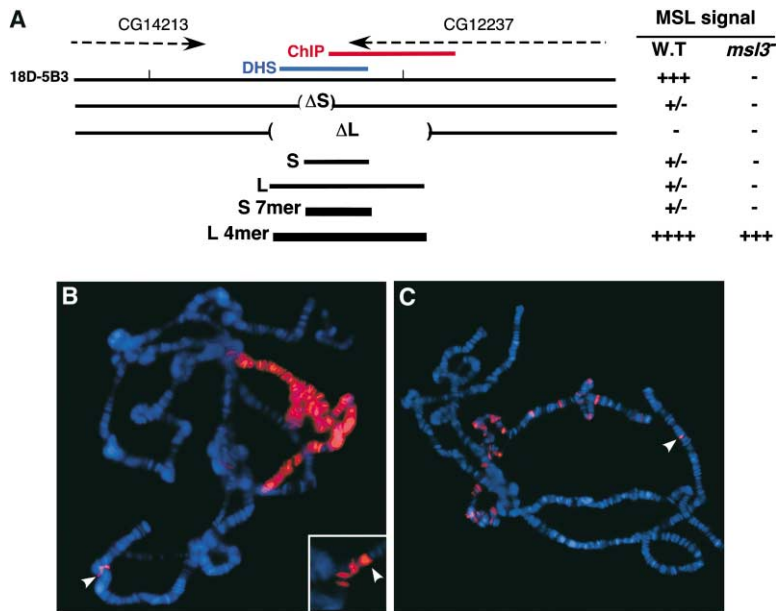 A
CG14213
CG12237
MSL signal
ChIP
W.T
msl3⁻
DHS
18D-5B3
+++
-
(ΔS)
+/-
-
( ΔL )
-
-
S
+/-
-
L
+/-
-
S 7mer
+/-
-
L 4mer
++++
+++
B
C